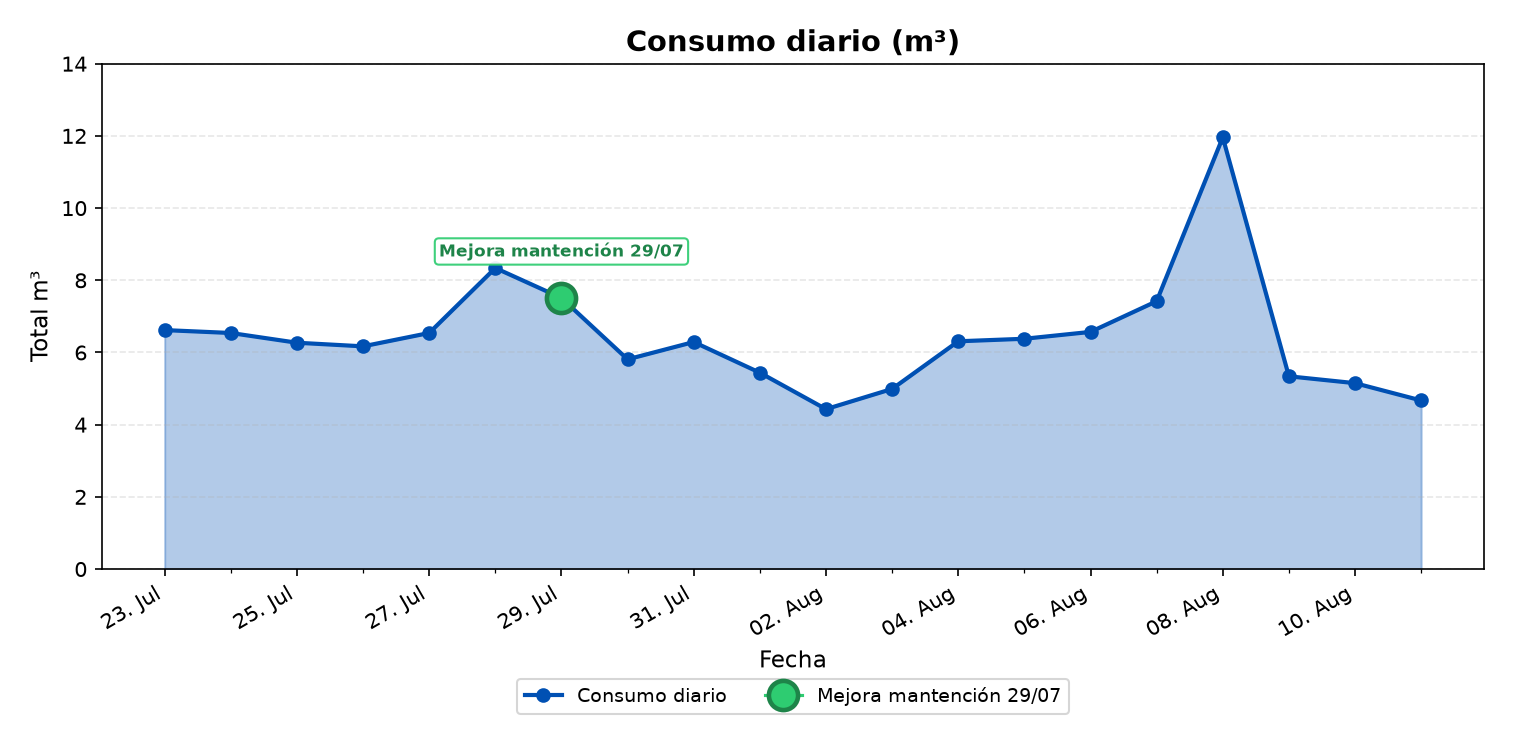 Consumo diario (m³)
Total m³
14
12
10
8
6
4
2
0
Mejora mantención 29/07
23. Jul
25. Jul
27. Jul
29. Jul
31. Jul
02. Aug
04. Aug
06. Aug
08. Aug
10. Aug
Fecha
Consumo diario
Mejora mantención 29/07